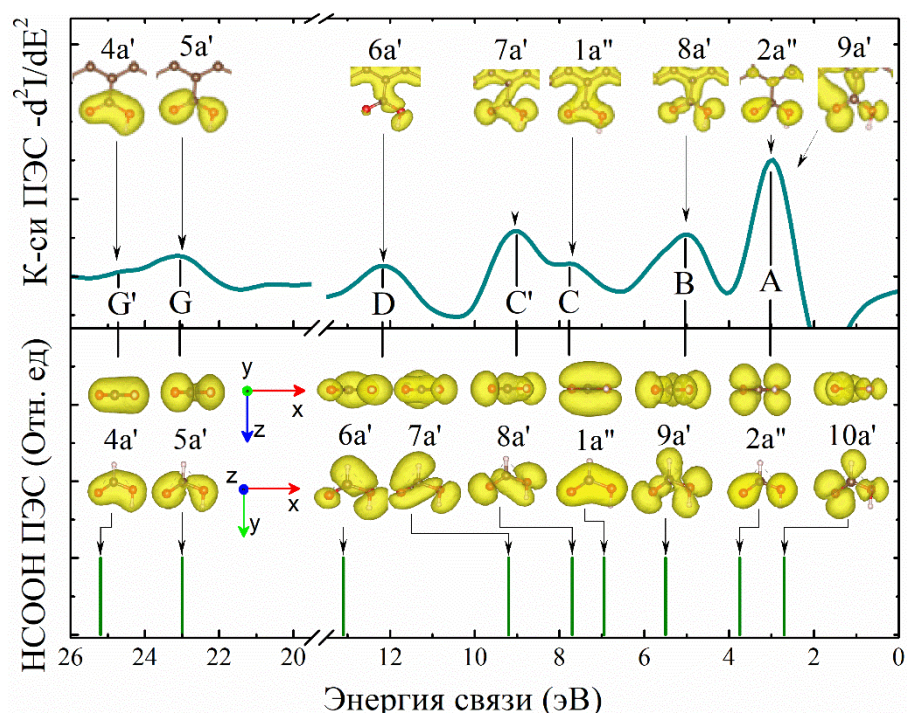 К-си ПЭС -d²I/dE²
4a' 5a' 6a' 7a' 1a'' 8a' 2a'' 9a'
G' G D C' C B A
HCOOH ПЭС (Отн. ед)
y x z
4a' 5a' z x y 6a' 7a' 8a' 1a'' 9a' 2a'' 10a'
26 24 22 20 12 10 8 6 4 2 0
Энергия связи (эВ)